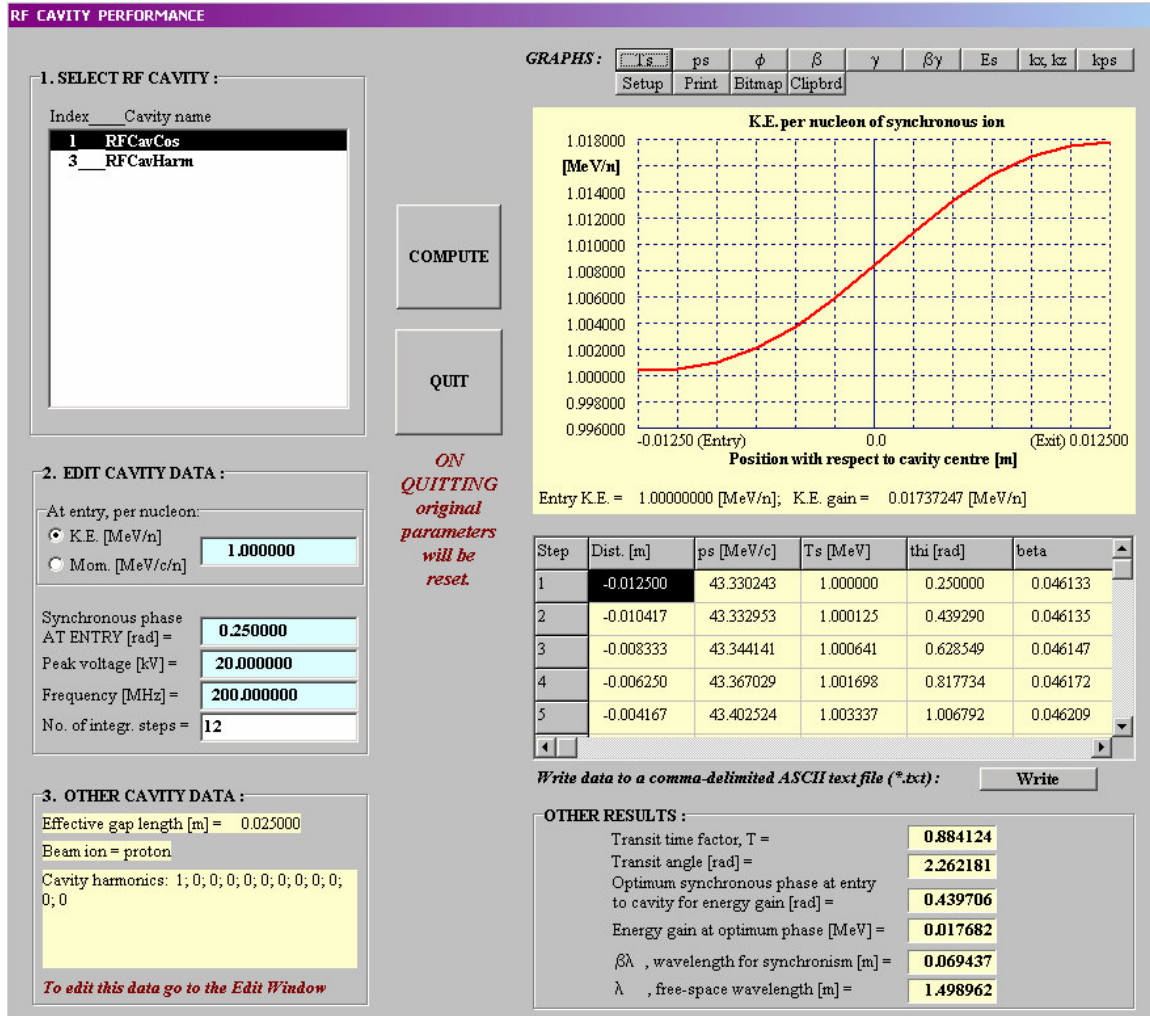 RF CAVITY PERFORMANCE
1. SELECT RF CAVITY :
Index____Cavity name
1___RFCavCos
3___RFCavHarm
COMPUTE
QUIT
ON
QUITTING
original
parameters
will be
reset.
2. EDIT CAVITY DATA :
At entry, per nucleon:
K.E. [MeV/n]
1.000000
Mom. [MeV/c/n]
Synchronous phase
AT ENTRY [rad] = 0.250000
Peak voltage [kV] = 20.000000
Frequency [MHz] = 200.000000
No. of integr. steps = 12
3. OTHER CAVITY DATA :
Effective gap length [m] = 0.025000
Beam ion = proton
Cavity harmonics: 1; 0; 0; 0; 0; 0; 0; 0; 0; 0;
0; 0
To edit this data go to the Edit Window
GRAPHS : Ts ps ϕ β γ βγ Es kx, kz kps
Setup Print Bitmap Clipbrd
K.E. per nucleon of synchronous ion
1.018000
[MeV/n]
1.014000
1.012000
1.010000
1.008000
1.006000
1.004000
1.002000
1.000000
0.998000
0.996000
-0.01250 (Entry) 0.0 (Exit) 0.012500
Position with respect to cavity centre [m]
Entry K.E. = 1.00000000 [MeV/n]; K.E. gain = 0.01737247 [MeV/n]
Step Dist. [m] ps [MeV/c] Ts [MeV] thi [rad] beta
1 -0.012500 43.330243 1.000000 0.250000 0.046133
2 -0.010417 43.332953 1.000125 0.439290 0.046135
3 -0.008333 43.344141 1.000641 0.628549 0.046147
4 -0.006250 43.367029 1.001698 0.817734 0.046172
5 -0.004167 43.402524 1.003337 1.006792 0.046209
Write data to a comma-delimited ASCII text file (*.txt) : Write
OTHER RESULTS :
Transit time factor, T = 0.884124
Transit angle [rad] = 2.262181
Optimum synchronous phase at entry
to cavity for energy gain [rad] = 0.439706
Energy gain at optimum phase [MeV] = 0.017682
βλ , wavelength for synchronism [m] = 0.069437
λ , free-space wavelength [m] = 1.498962